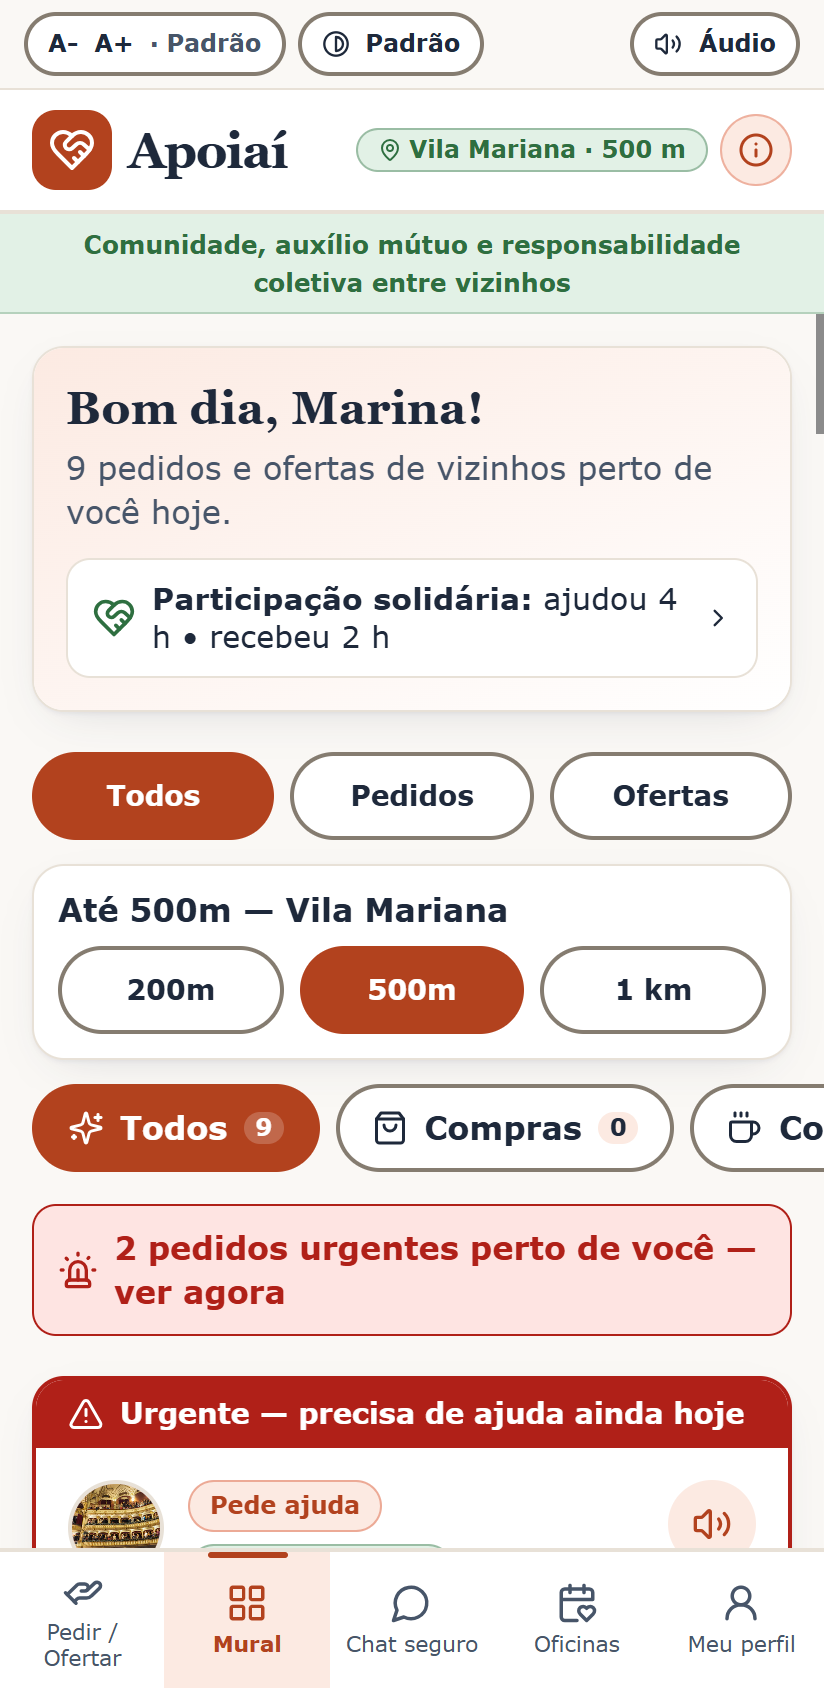 A- A+ · Padrão
Padrão
Áudio
Apoiaí
Vila Mariana · 500 m
Comunidade, auxílio mútuo e responsabilidade
coletiva entre vizinhos
Bom dia, Marina!
9 pedidos e ofertas de vizinhos perto de
você hoje.
Participação solidária: ajudou 4
h • recebeu 2 h
Todos
Pedidos
Ofertas
Até 500m — Vila Mariana
200m
500m
1 km
Todos 9
Compras 0
Co
2 pedidos urgentes perto de você —
ver agora
Urgente — precisa de ajuda ainda hoje
Pede ajuda
Pedir /
Ofertar
Mural
Chat seguro
Oficinas
Meu perfil